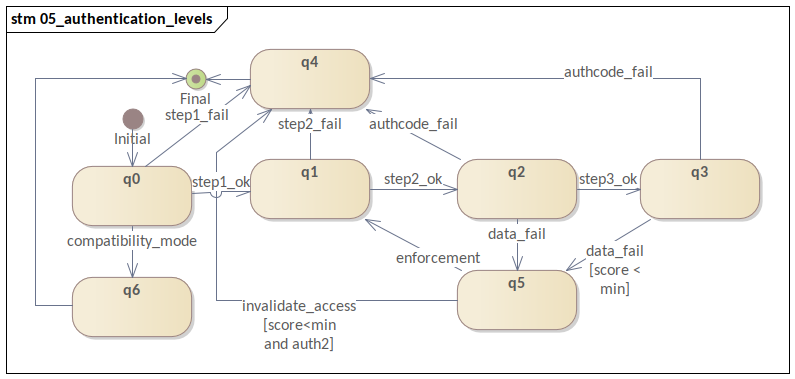 stm 05_authentication_levels
q4
authcode_fail
Final
step1_fail
step2_fail
authcode_fail
Initial
q0
step1_ok
q1
step2_ok
q2
step3_ok
q3
compatibility_mode
data_fail
enforcement
data_fail
[score <
min]
q6
q5
invalidate_access
[score<min
and auth2]